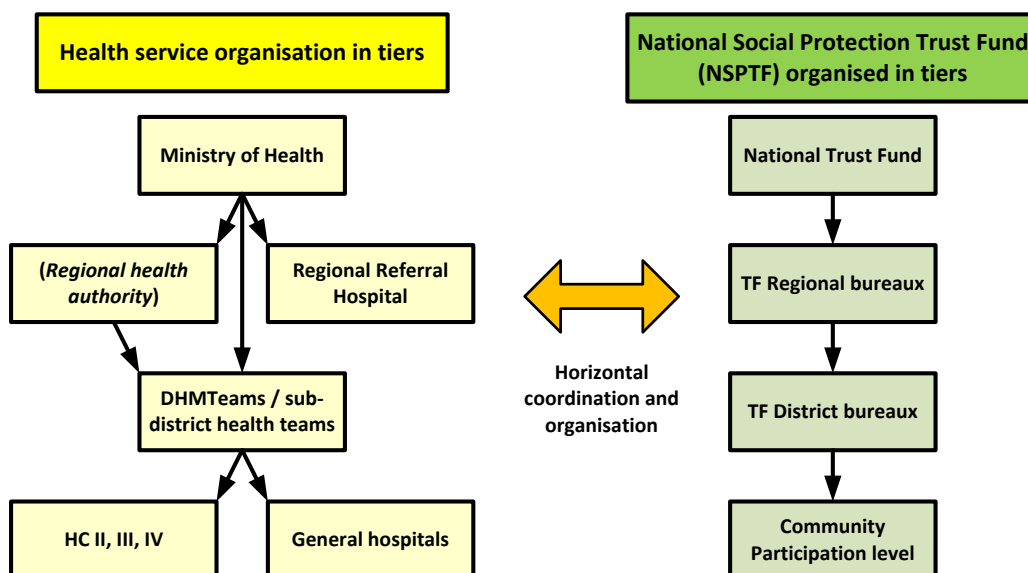 Health service organisation in tiers
National Social Protection Trust Fund
(NSPTF) organised in tiers
Ministry of Health
National Trust Fund
(Regional health
authority)
Regional Referral
Hospital
TF Regional bureaux
Horizontal
coordination and
organisation
DHMTeams / sub-
district health teams
TF District bureaux
HC II, III, IV
General hospitals
Community
Participation level